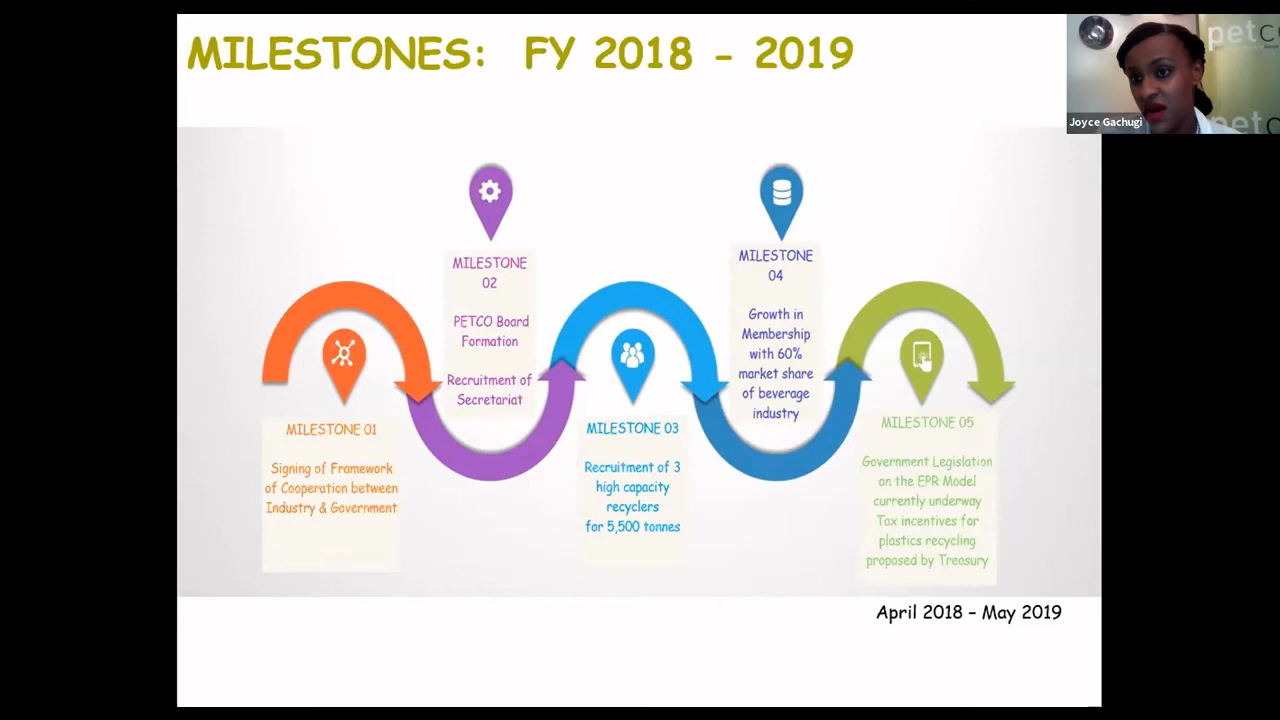 MILESTONES: FY 2018 - 2019
petc
petc
Joyce Gachugi
MILESTONE 01
Signing of Framework
of Cooperation between
Industry & Government
MILESTONE
02
PETCO Board
Formation
Recruitment of
Secretariat
MILESTONE 03
Recruitment of 3
high capacity
recyclers
for 5,500 tonnes
MILESTONE
04
Growth in
Membership
with 60%
market share
of beverage
industry
MILESTONE 05
Government Legislation
on the EPR Model
currently underway
Tax incentives for
plastics recycling
proposed by Treasury
April 2018 – May 2019